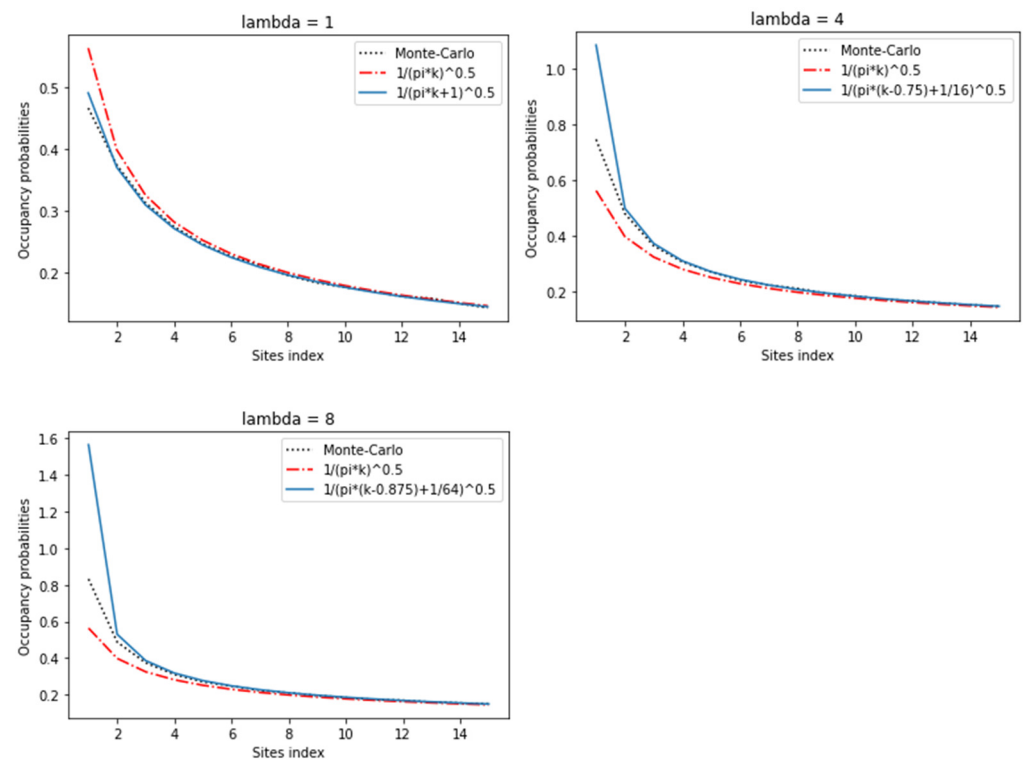 lambda = 1
Occupancy probabilities
0.5
0.4
0.3
0.2
Monte-Carlo
1/(pi*k)^0.5
1/(pi*k+1)^0.5
2 4 6 8 10 12 14
Sites index
lambda = 4
Occupancy probabilities
1.0
0.8
0.6
0.4
0.2
Monte-Carlo
1/(pi*k)^0.5
1/(pi*(k-0.75)+1/16)^0.5
2 4 6 8 10 12 14
Sites index
lambda = 8
Occupancy probabilities
1.6
1.4
1.2
1.0
0.8
0.6
0.4
0.2
Monte-Carlo
1/(pi*k)^0.5
1/(pi*(k-0.875)+1/64)^0.5
2 4 6 8 10 12 14
Sites index